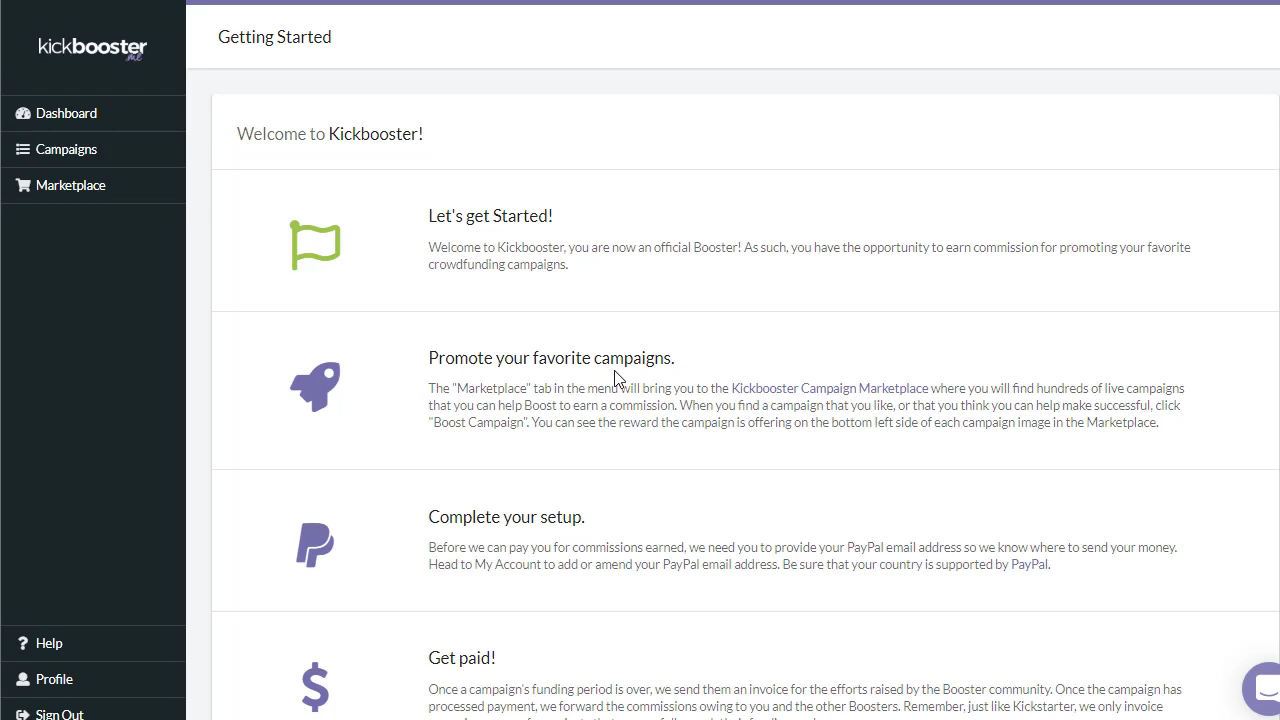 kickbooster
me
Dashboard
Campaigns
Marketplace
Help
Profile
Sign Out
Getting Started
Welcome to Kickbooster!
Let's get Started!
Welcome to Kickbooster, you are now an official Booster! As such, you have the opportunity to earn commission for promoting your favorite
crowdfunding campaigns.
Promote your favorite campaigns.
The "Marketplace" tab in the menu will bring you to the Kickbooster Campaign Marketplace where you will find hundreds of live campaigns
that you can help Boost to earn a commission. When you find a campaign that you like, or that you think you can help make successful, click
"Boost Campaign". You can see the reward the campaign is offering on the bottom left side of each campaign image in the Marketplace.
Complete your setup.
Before we can pay you for commissions earned, we need you to provide your PayPal email address so we know where to send your money.
Head to My Account to add or amend your PayPal email address. Be sure that your country is supported by PayPal.
Get paid!
Once a campaign's funding period is over, we send them an invoice for the efforts raised by the Booster community. Once the campaign has
processed payment, we forward the commissions owing to you and the other Boosters. Remember, just like Kickstarter, we only invoice